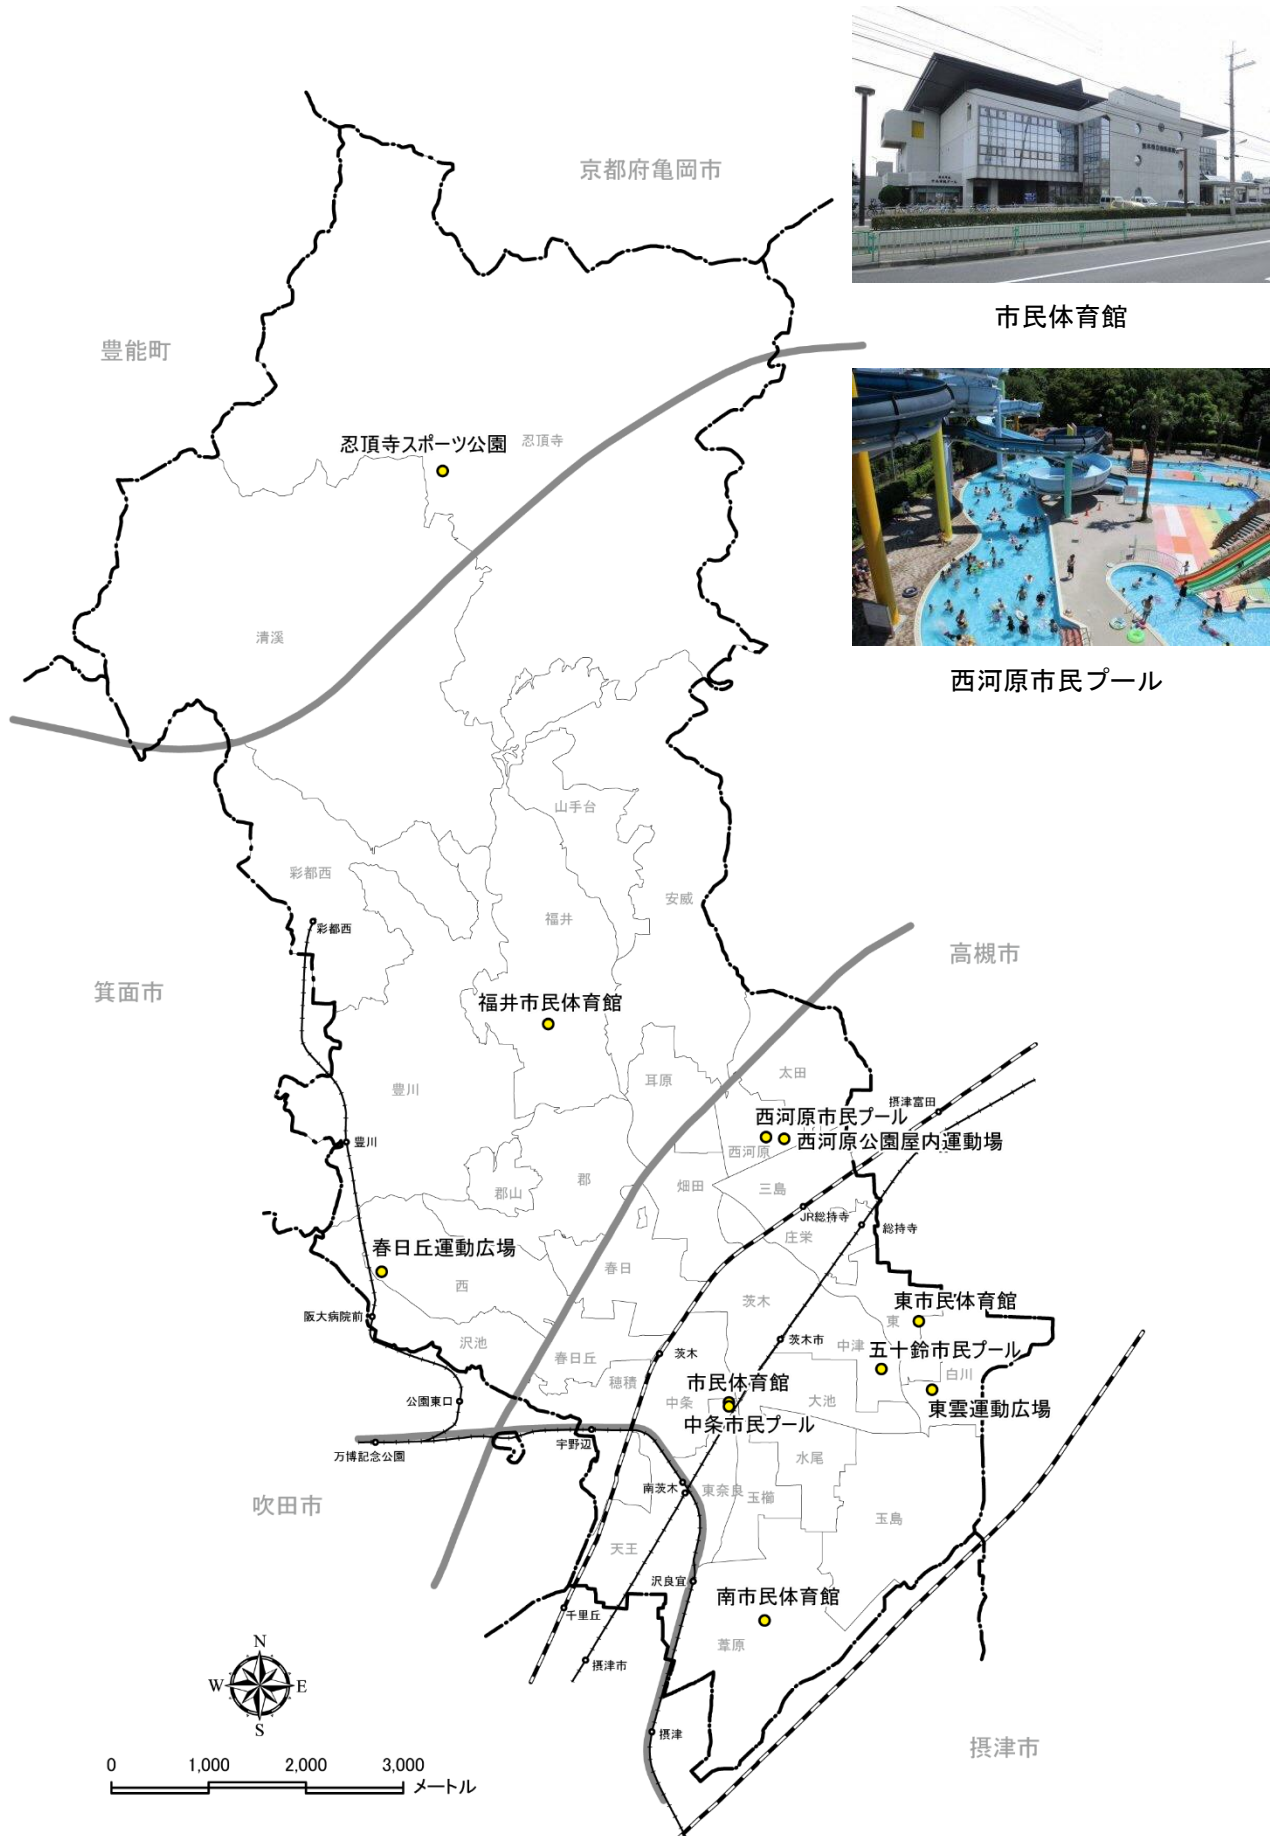 京都府亀岡市
市民体育館
豊能町
忍頂寺スポーツ公園
忍頂寺
清溪
西河原市民プール
山手台
彩都西
安威
福井
彩都西
高槻市
箕面市
福井市民体育館
太田
耳原
豊川
摂津富田
西河原市民プール
西河原公園屋内運動場
豊川
西河原
郡
畑田
三島
郡山
JR総持寺
総持寺
庄栄
春日丘運動広場
春日
西
茨木
東市民体育館
阪大病院前
東
沢池
茨木市
中津
五十鈴市民プール
春日丘
茨木
白川
穂積
市民体育館
公園東口
中条
大池
東雲運動広場
中条市民プール
宇野辺
万博記念公園
水尾
南茨木
東奈良
玉櫛
吹田市
玉島
天王
沢良宜
南市民体育館
千里丘
葦原
N
摂津市
W
E
S
摂津
摂津市
0 1,000 2,000 3,000
メートル